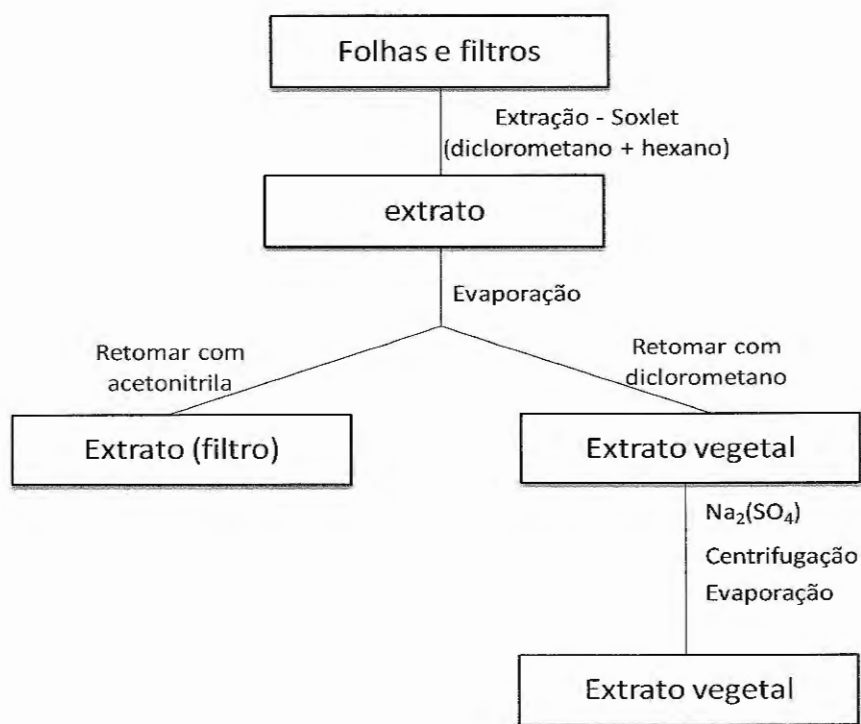 Folhas e filtros
Extração - Soxlet
(diclorometano + hexano)
extrato
Evaporação
Retomar com
acetonitrila
Retomar com
diclorometano
Extrato (filtro)
Extrato vegetal
Na₂(SO₄)
Centrifugação
Evaporação
Extrato vegetal